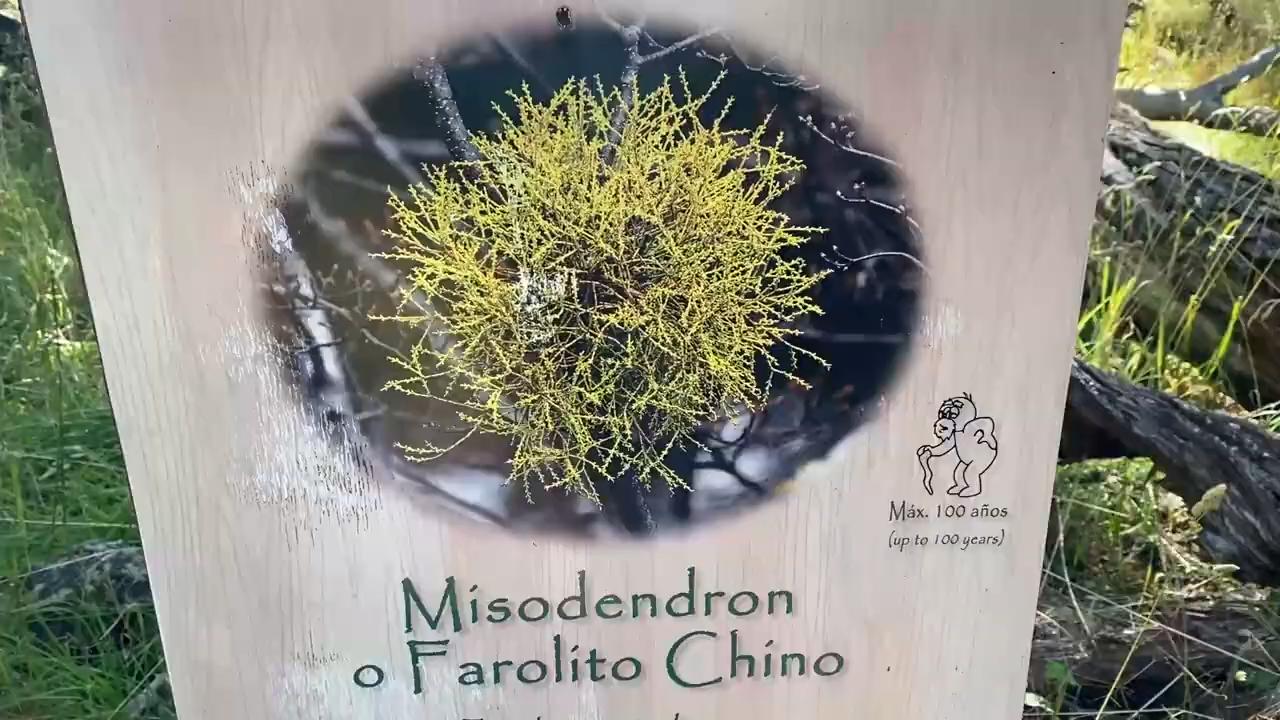 Máx. 100 años
(up to 100 years)
Misodendron
o Farolito Chino